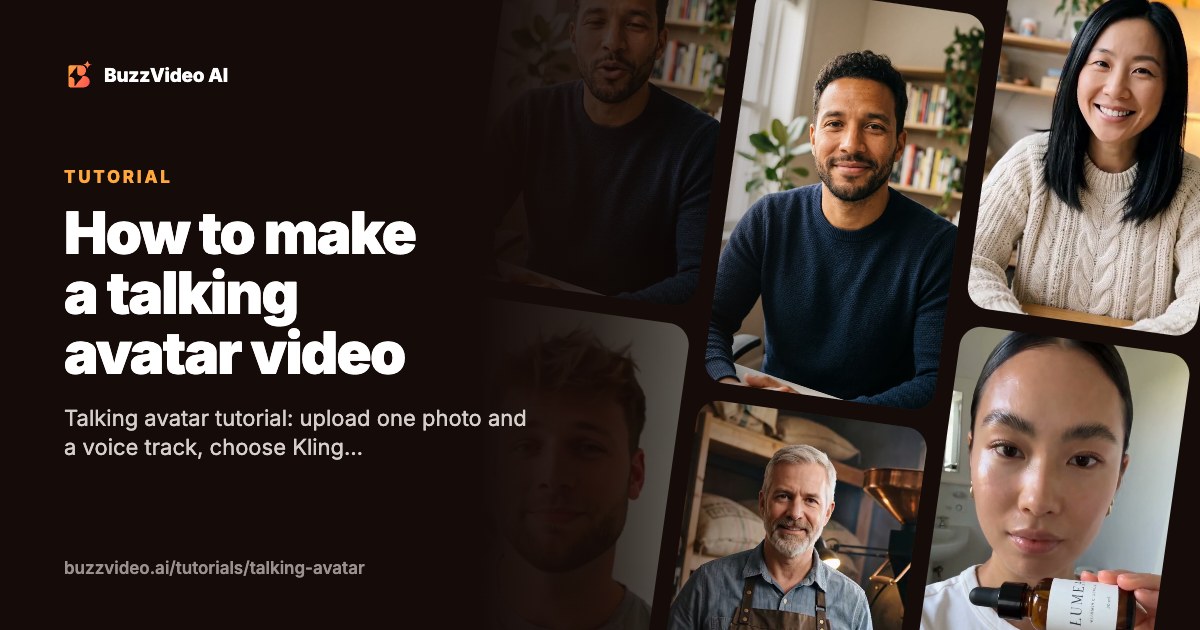 BuzzVideo AI
TUTORIAL
How to make
a talking
avatar video
Talking avatar tutorial: upload one photo and
a voice track, choose Kling...
buzzvideo.ai/tutorials/talking-avatar